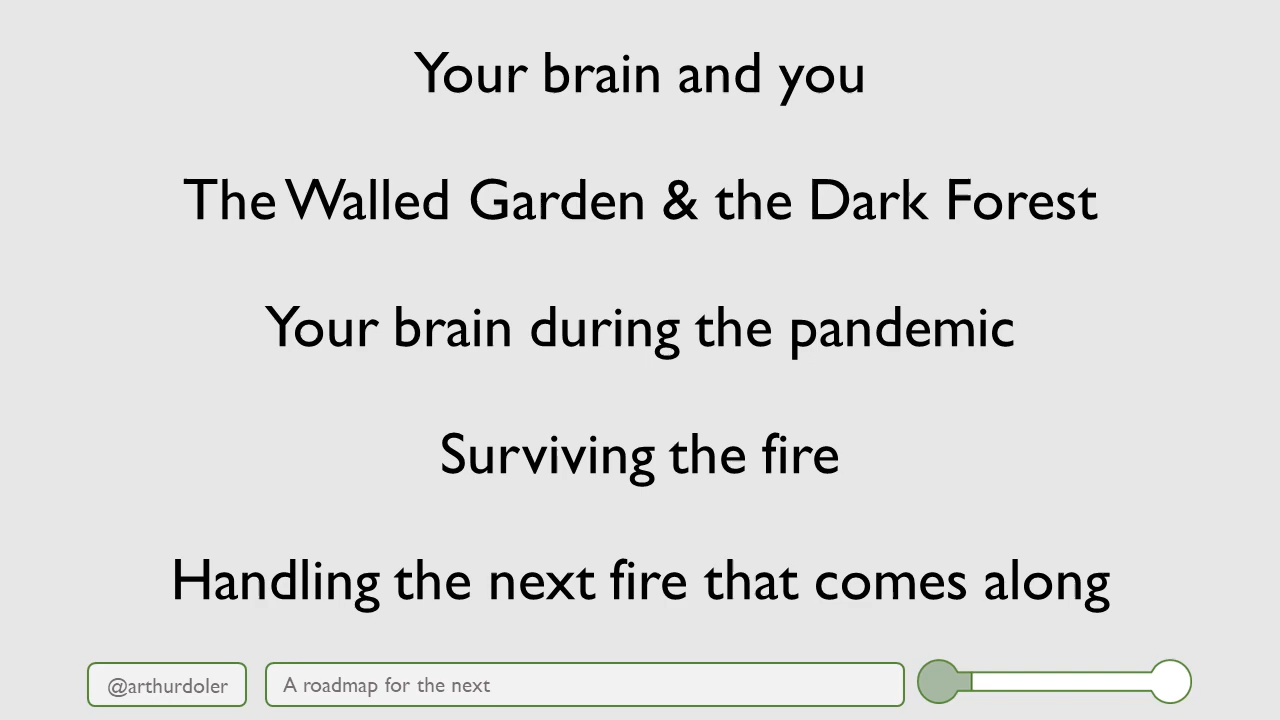 Your brain and you
The Walled Garden & the Dark Forest
Your brain during the pandemic
Surviving the fire
Handling the next fire that comes along
@arthurdoler
A roadmap for the next